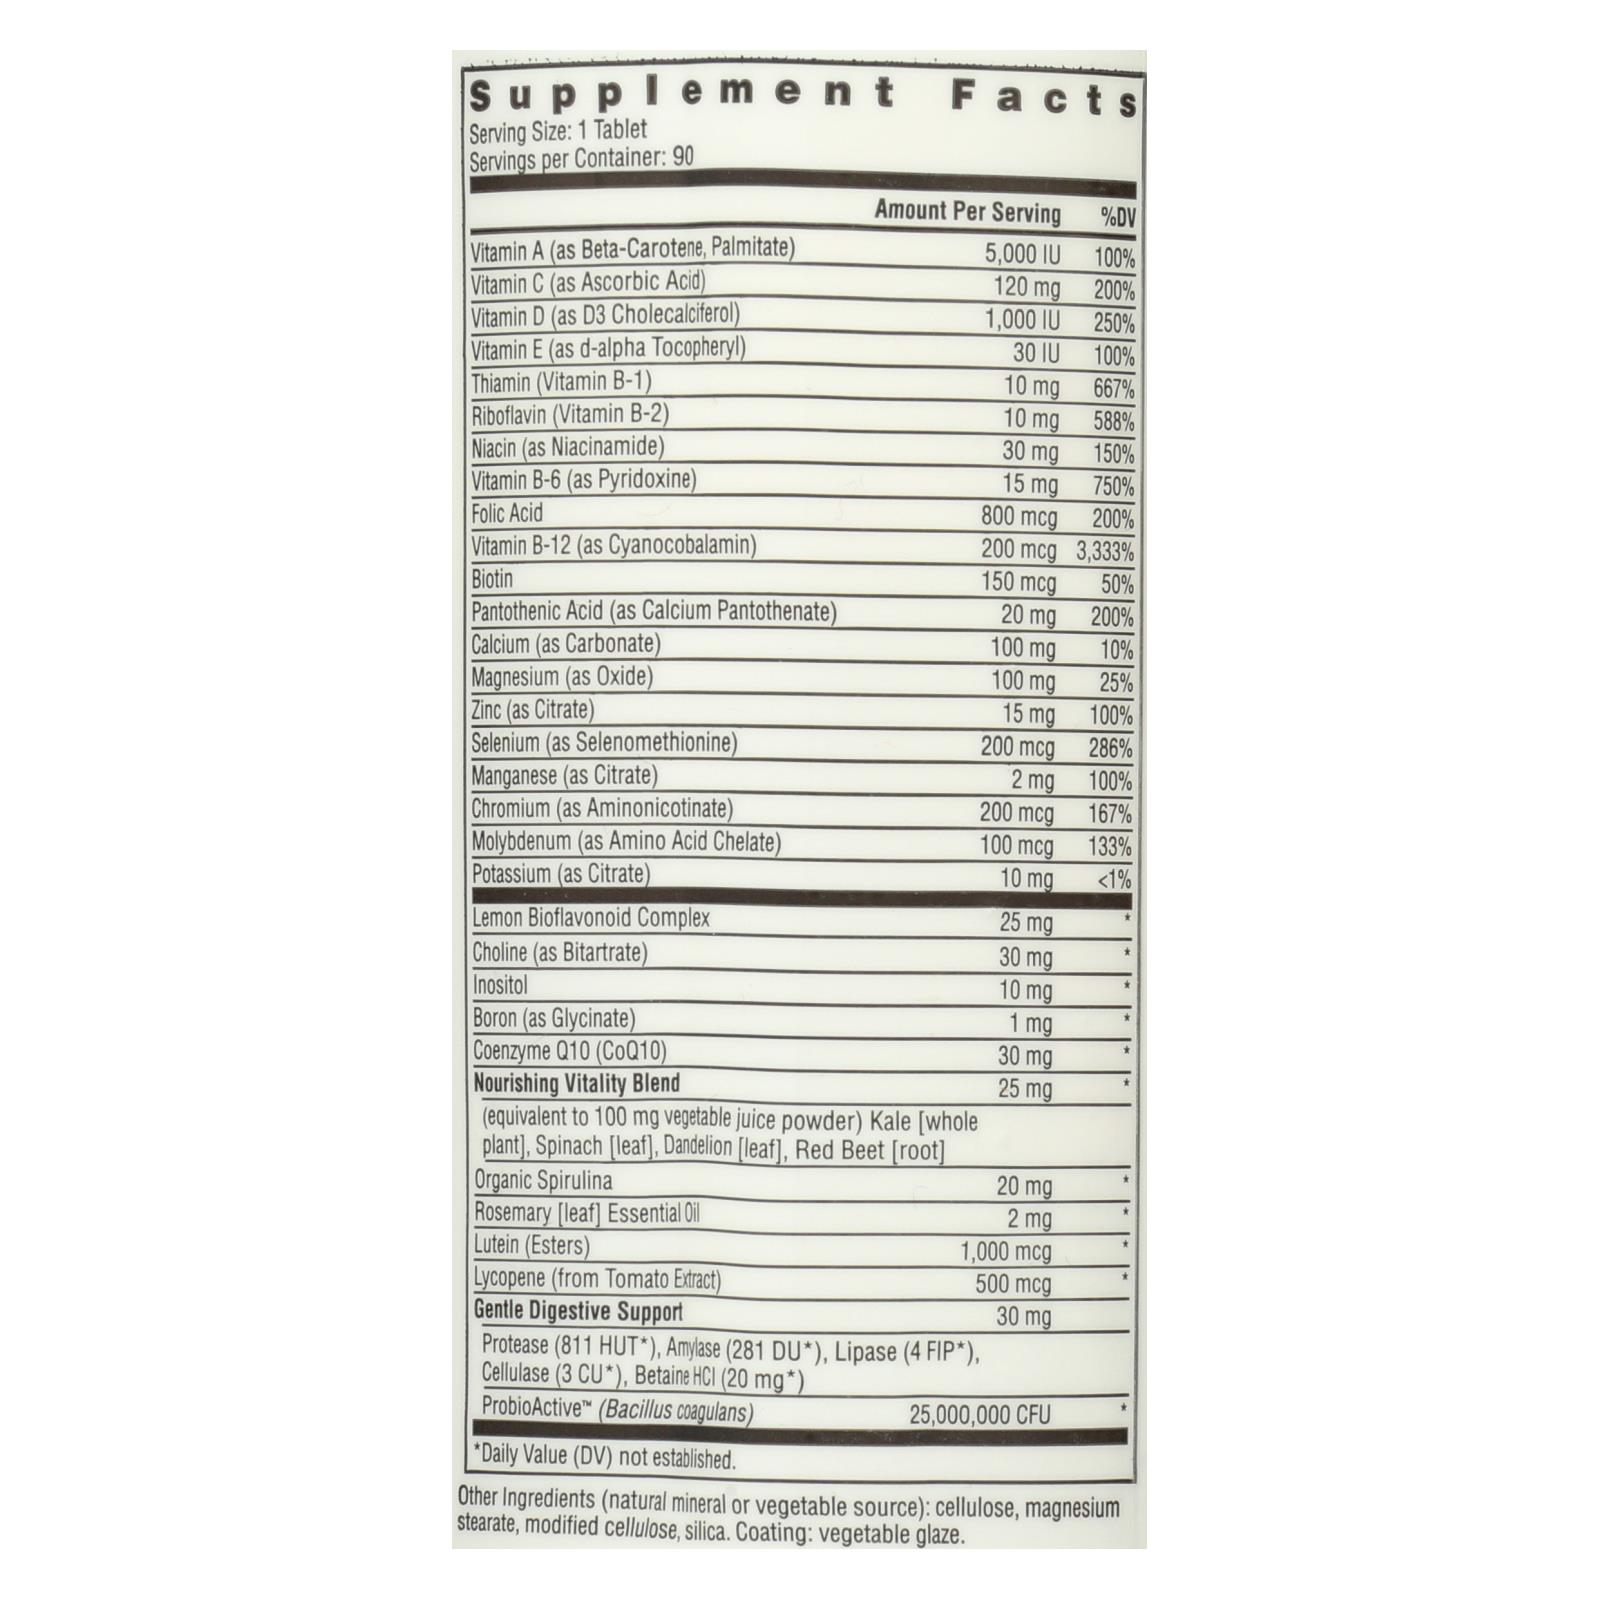 Supplement Facts
Serving Size: 1 Tablet
Servings per Container: 90
Amount Per Serving %DV
Vitamin A (as Beta-Carotene, Palmitate) 5,000 IU 100%
Vitamin C (as Ascorbic Acid) 120 mg 200%
Vitamin D (as D3 Cholecalciferol) 1,000 IU 250%
Vitamin E (as d-alpha Tocopheryl) 30 IU 100%
Thiamin (Vitamin B-1) 10 mg 667%
Riboflavin (Vitamin B-2) 10 mg 588%
Niacin (as Niacinamide) 30 mg 150%
Vitamin B-6 (as Pyridoxine) 15 mg 750%
Folic Acid 800 mcg 200%
Vitamin B-12 (as Cyanocobalamin) 200 mcg 3,333%
Biotin 150 mcg 50%
Pantothenic Acid (as Calcium Pantothenate) 20 mg 200%
Calcium (as Carbonate) 100 mg 10%
Magnesium (as Oxide) 100 mg 25%
Zinc (as Citrate) 15 mg 100%
Selenium (as Selenomethionine) 200 mcg 286%
Manganese (as Citrate) 2 mg 100%
Chromium (as Aminonicotinate) 200 mcg 167%
Molybdenum (as Amino Acid Chelate) 100 mcg 133%
Potassium (as Citrate) 10 mg <1%
Lemon Bioflavonoid Complex 25 mg *
Choline (as Bitartrate) 30 mg *
Inositol 10 mg *
Boron (as Glycinate) 1 mg *
Coenzyme Q10 (CoQ10) 30 mg *
Nourishing Vitality Blend 25 mg *
(equivalent to 100 mg vegetable juice powder) Kale [whole
plant], Spinach [leaf], Dandelion [leaf], Red Beet [root]
Organic Spirulina 20 mg *
Rosemary [leaf] Essential Oil 2 mg *
Lutein (Esters) 1,000 mcg *
Lycopene (from Tomato Extract) 500 mcg *
Gentle Digestive Support 30 mg
Protease (811 HUT*), Amylase (281 DU*), Lipase (4 FIP*),
Cellulase (3 CU*), Betaine HCl (20 mg*)
ProbioActive™ (Bacillus coagulans) 25,000,000 CFU *
*Daily Value (DV) not established.
Other Ingredients (natural mineral or vegetable source): cellulose, magnesium
stearate, modified cellulose, silica. Coating: vegetable glaze.